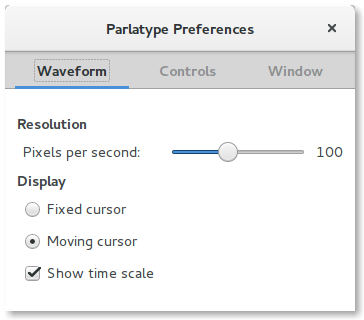 Parlatype Preferences
Waveform Controls Window
Resolution
Pixels per second: 100
Display
Fixed cursor
Moving cursor
Show time scale